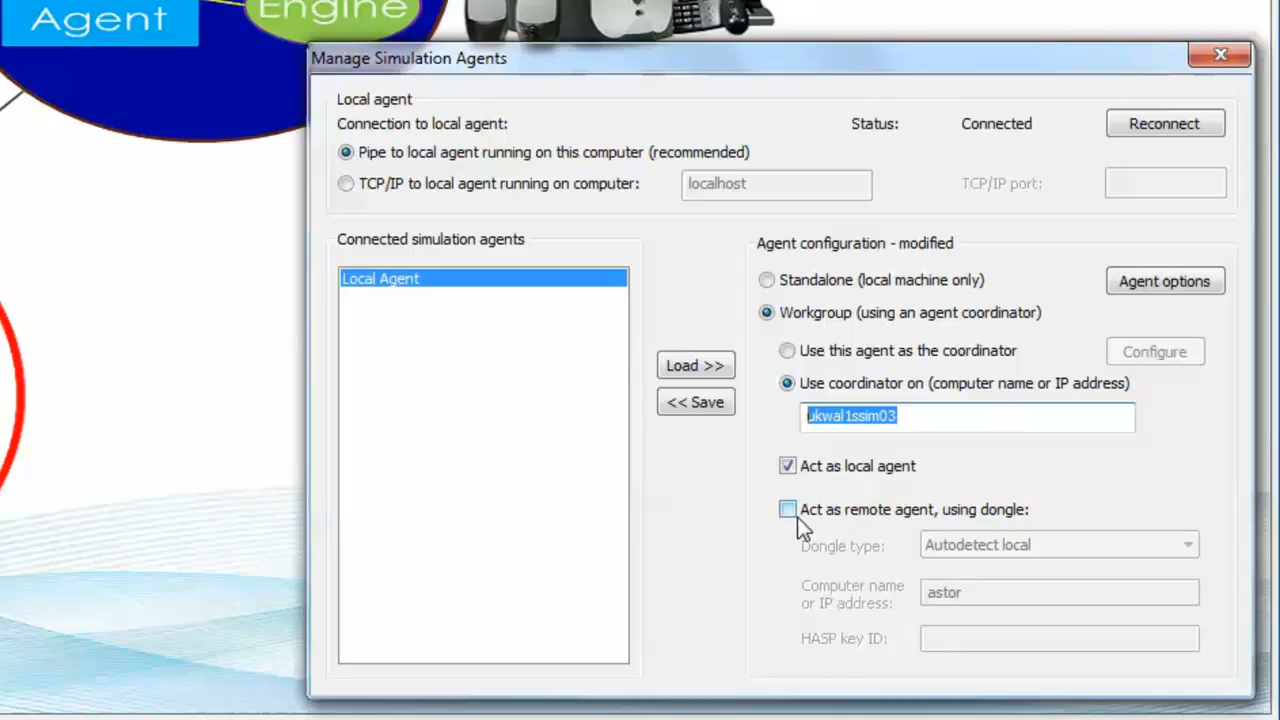 Agent
Engine
Manage Simulation Agents
Local agent
Connection to local agent:
Status:
Connected
Reconnect
Pipe to local agent running on this computer (recommended)
TCP/IP to local agent running on computer:
localhost
TCP/IP port:
Connected simulation agents
Local Agent
Load >>
<< Save
Agent configuration - modified
Standalone (local machine only)
Agent options
Workgroup (using an agent coordinator)
Use this agent as the coordinator
Configure
Use coordinator on (computer name or IP address)
ukwal1ssim03
Act as local agent
Act as remote agent, using dongle:
Dongle type:
Autodetect local
Computer name
or IP address:
astor
HASP key ID: